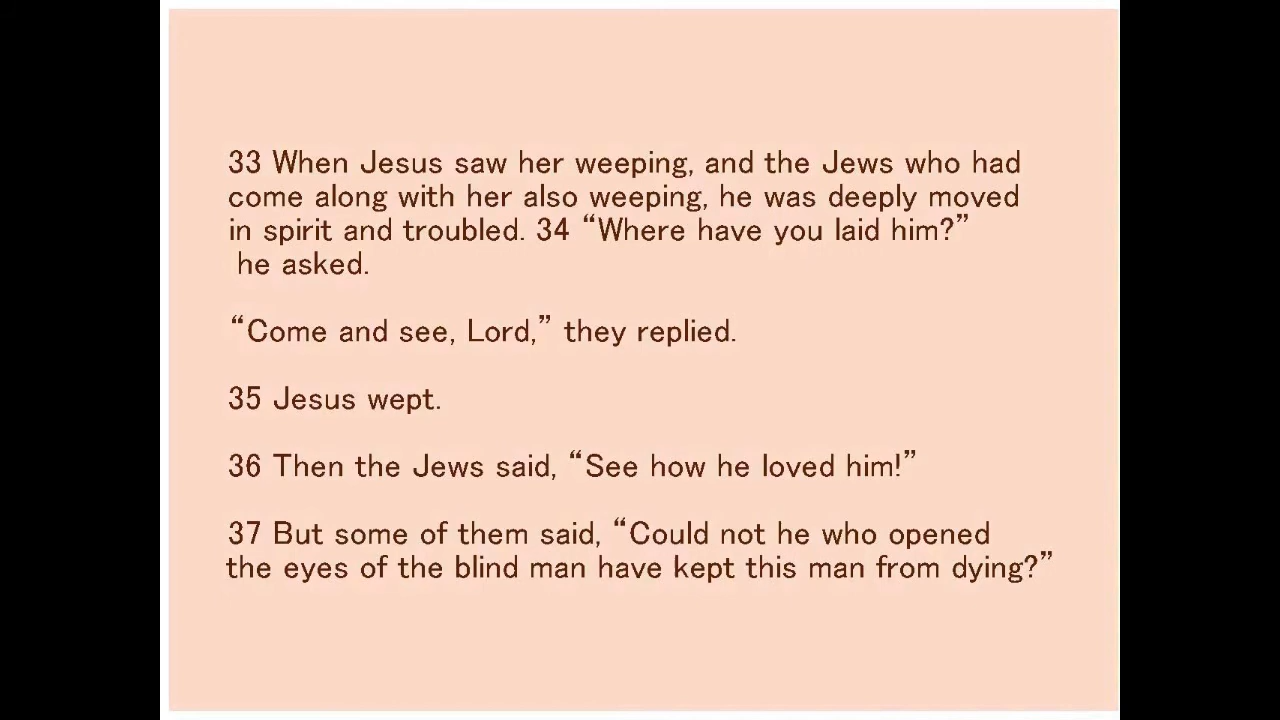 33 When Jesus saw her weeping, and the Jews who had
come along with her also weeping, he was deeply moved
in spirit and troubled. 34 “Where have you laid him?”
he asked.
“Come and see, Lord,” they replied.
35 Jesus wept.
36 Then the Jews said, “See how he loved him!”
37 But some of them said, “Could not he who opened
the eyes of the blind man have kept this man from dying?”